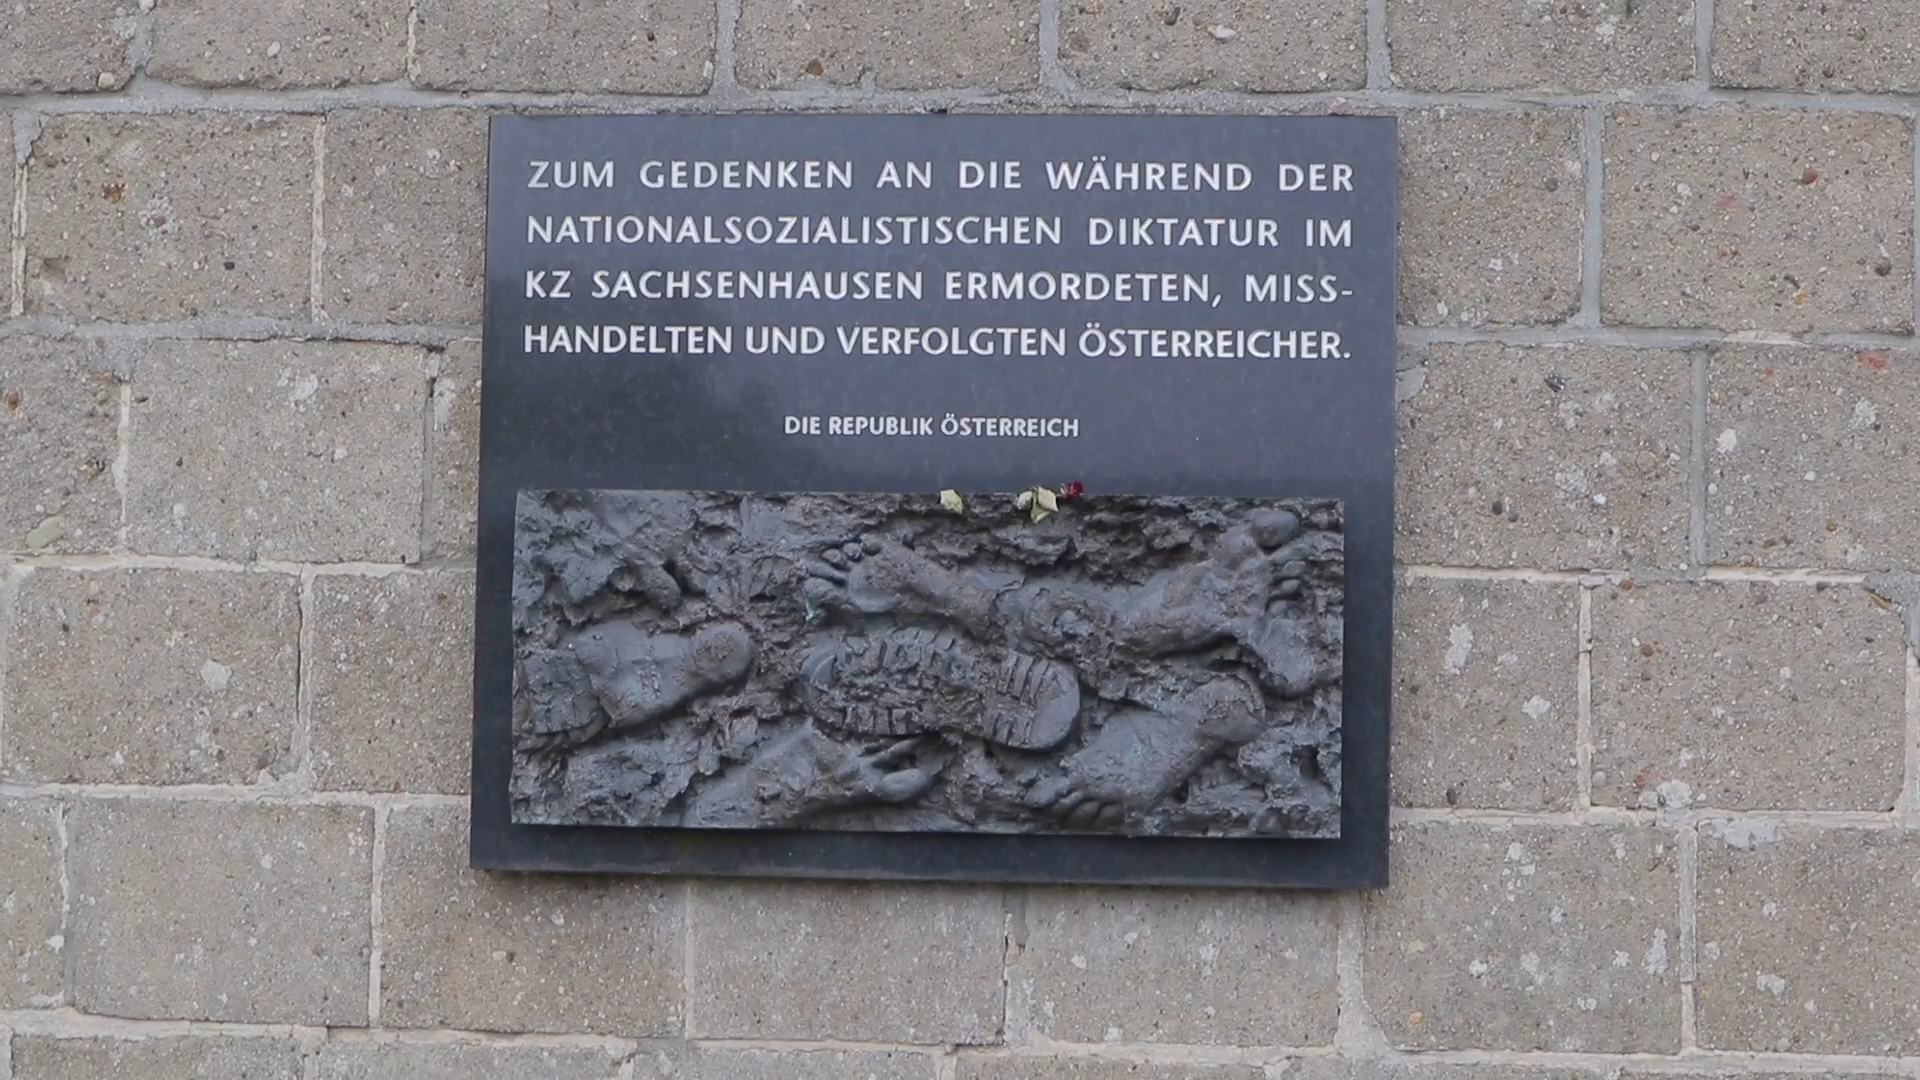 ZUM GEDENKEN AN DIE WÄHREND DER
NATIONALSOZIALISTISCHEN DIKTATUR IM
KZ SACHSENHAUSEN ERMORDETEN, MISS-
HANDELTEN UND VERFOLGTEN ÖSTERREICHER.
DIE REPUBLIK ÖSTERREICH